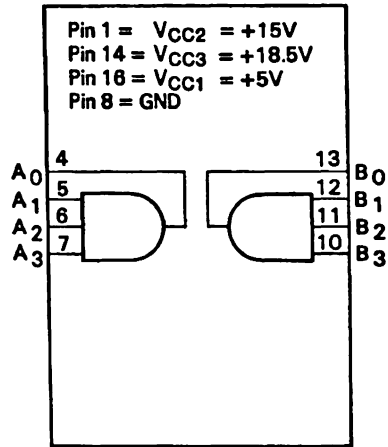 Pin 1 = VCC2 = +15V
Pin 14 = VCC3 = +18.5V
Pin 16 = VCC1 = +5V
Pin 8 = GND
A0 4 13 B0
A1 5 12 B1
A2 6 11 B2
A3 7 10 B3